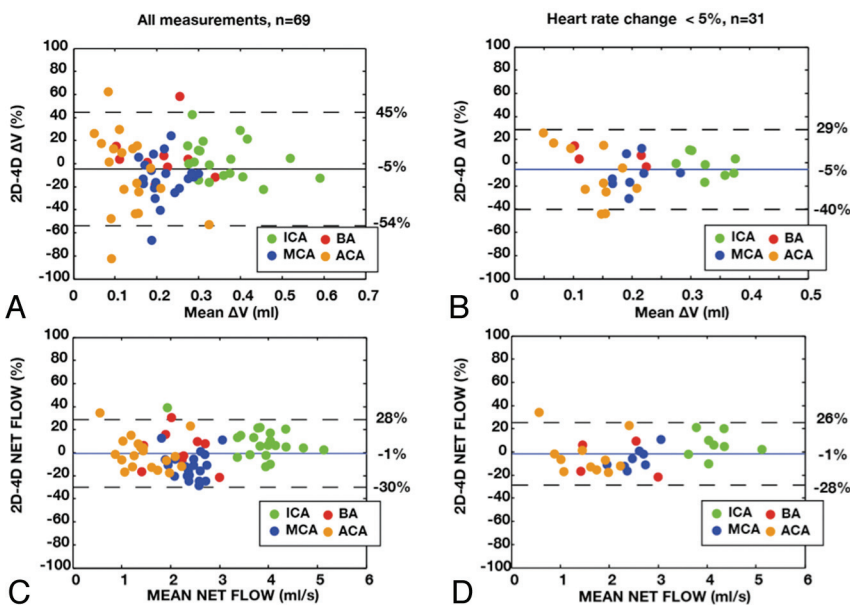 All measurements, n=69
Heart rate change < 5%, n=31
A
2D-4D ΔV (%)
100
80
60
40
20
0
-20
-40
-60
-80
-100
45%
-5%
-54%
ICA
BA
MCA
ACA
0
0.1
0.2
0.3
0.4
0.5
0.6
0.7
Mean ΔV (ml)
B
2D-4D ΔV (%)
100
80
60
40
20
0
-20
-40
-60
-80
-100
29%
-5%
-40%
ICA
BA
MCA
ACA
0
0.1
0.2
0.3
0.4
0.5
Mean ΔV (ml)
C
2D-4D NET FLOW (%)
100
80
60
40
20
0
-20
-40
-60
-80
-100
28%
-1%
-30%
ICA
BA
MCA
ACA
0
1
2
3
4
5
6
MEAN NET FLOW (ml/s)
D
2D-4D NET FLOW (%)
100
80
60
40
20
0
-20
-40
-60
-80
-100
26%
-1%
-28%
ICA
BA
MCA
ACA
0
1
2
3
4
5
6
MEAN NET FLOW (ml/s)